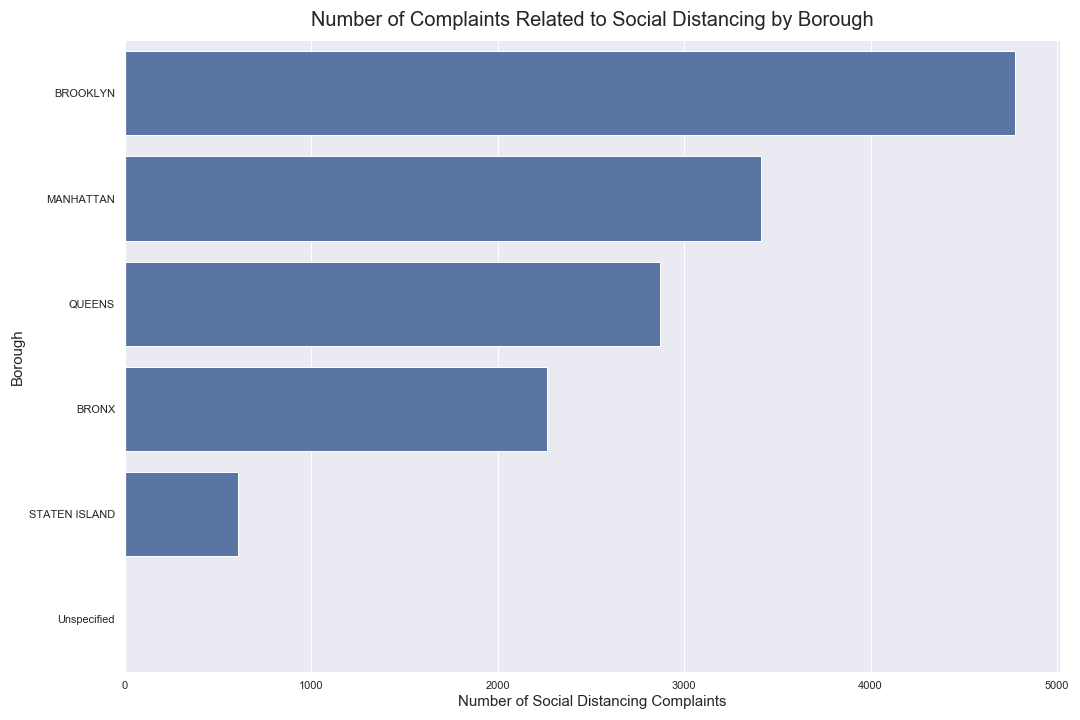 Number of Complaints Related to Social Distancing by Borough
BROOKLYN
MANHATTAN
QUEENS
BRONX
STATEN ISLAND
Unspecified
Borough
0 1000 2000 3000 4000 5000
Number of Social Distancing Complaints